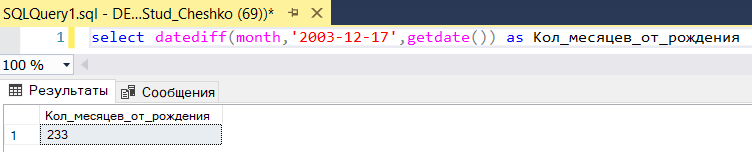 SQLQuery1.sql - DE...Stud_Cheshko (69))*
1 select datediff(month,'2003-12-17',getdate()) as Кол_месяцев_от_рождения
100 %
Результаты Сообщения
Кол_месяцев_от_рождения
1 233